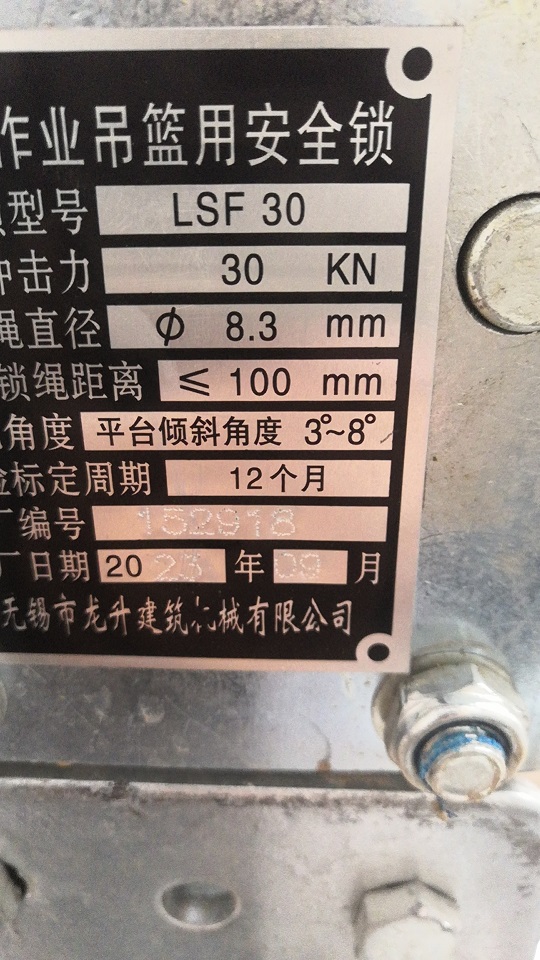 作业吊篮用安全锁
型号 LSF 30
冲击力 30 KN
绳直径 ϕ 8.3 mm
锁绳距离 ≤ 100 mm
角度 平台倾斜角度 3°~8°
标定周期 12个月
编号 152918
日期 20 23 年 09 月
无锡市龙升建筑机械有限公司